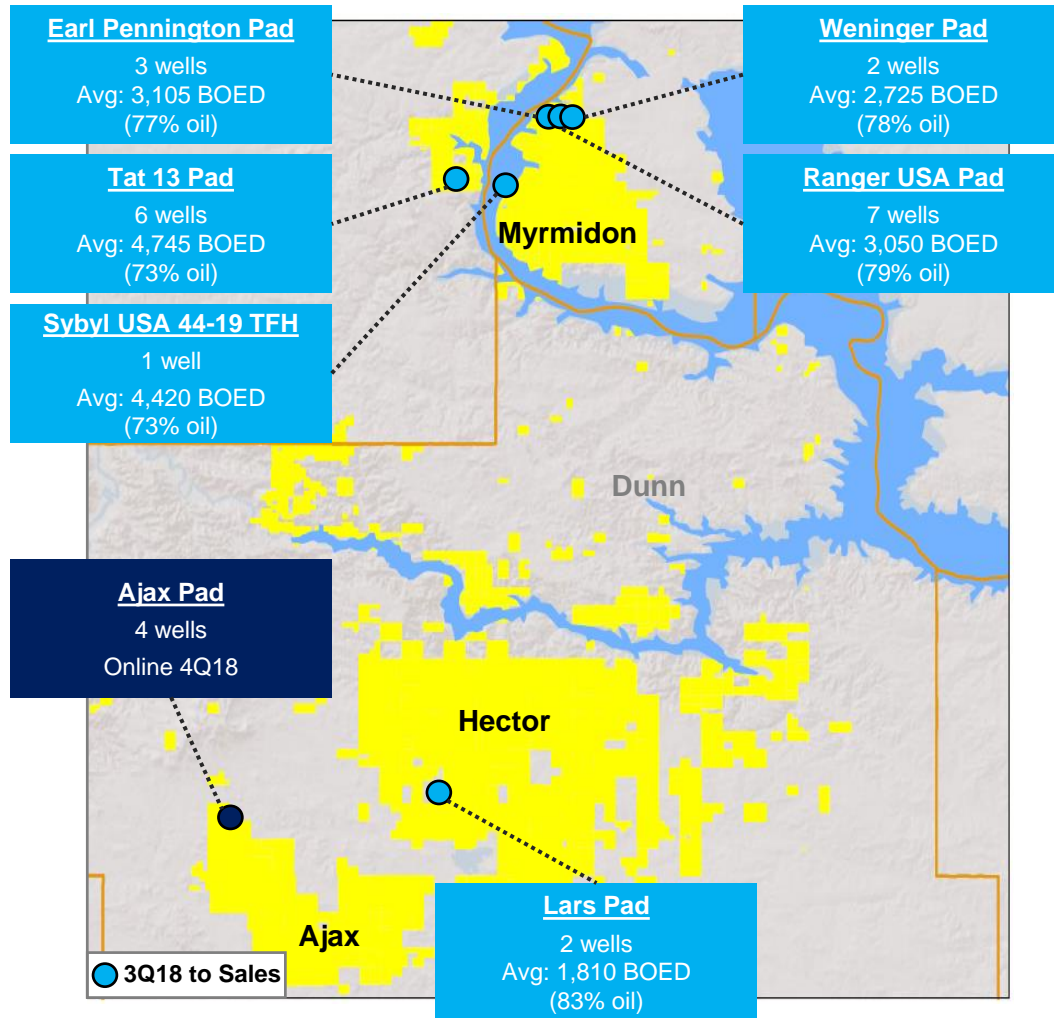 Earl Pennington Pad
3 wells
Avg: 3,105 BOED
(77% oil)
Weninger Pad
2 wells
Avg: 2,725 BOED
(78% oil)
Tat 13 Pad
6 wells
Avg: 4,745 BOED
(73% oil)
Ranger USA Pad
7 wells
Avg: 3,050 BOED
(79% oil)
Myrmidon
Sybyl USA 44-19 TFH
1 well
Avg: 4,420 BOED
(73% oil)
Dunn
Ajax Pad
4 wells
Online 4Q18
Hector
Lars Pad
2 wells
Avg: 1,810 BOED
(83% oil)
Ajax
3Q18 to Sales